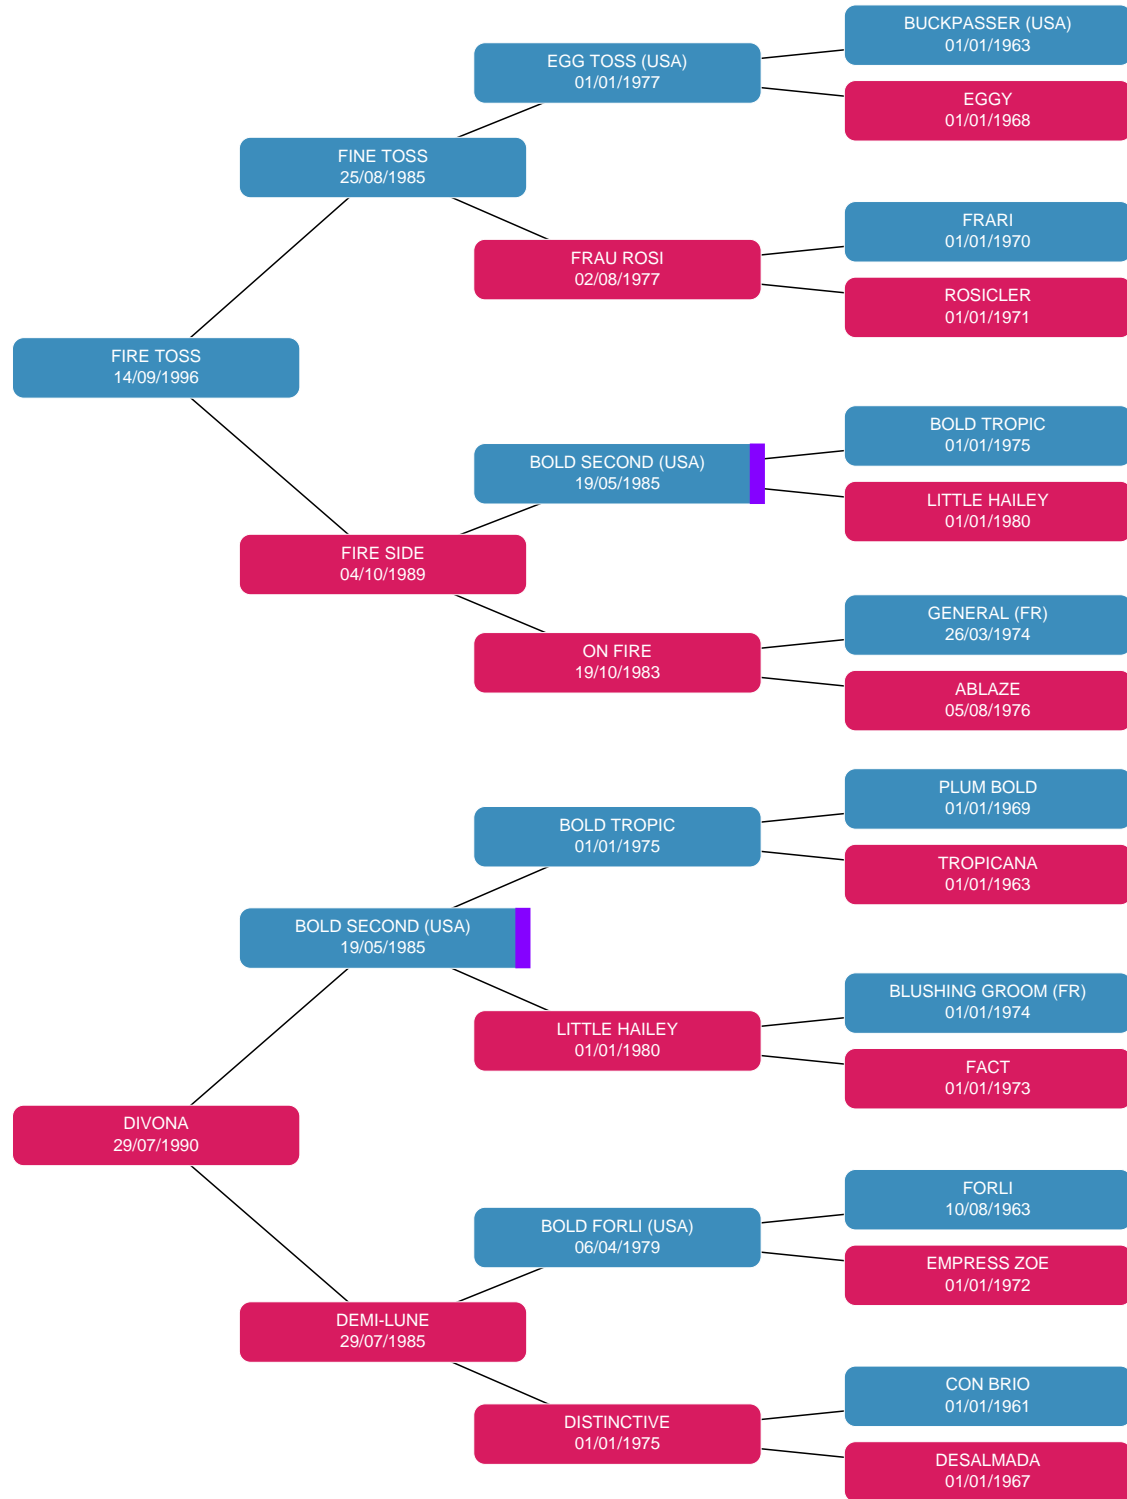 BUCKPASSER (USA)
01/01/1963
EGG TOSS (USA)
01/01/1977
EGGY
01/01/1968
FINE TOSS
25/08/1985
FRARI
01/01/1970
FRAU ROSI
02/08/1977
ROSICLER
01/01/1971
FIRE TOSS
14/09/1996
BOLD TROPIC
01/01/1975
BOLD SECOND (USA)
19/05/1985
LITTLE HAILEY
01/01/1980
FIRE SIDE
04/10/1989
GENERAL (FR)
26/03/1974
ON FIRE
19/10/1983
ABLAZE
05/08/1976
PLUM BOLD
01/01/1969
BOLD TROPIC
01/01/1975
TROPICANA
01/01/1963
BOLD SECOND (USA)
19/05/1985
BLUSHING GROOM (FR)
01/01/1974
LITTLE HAILEY
01/01/1980
FACT
01/01/1973
DIVONA
29/07/1990
FORLI
10/08/1963
BOLD FORLI (USA)
06/04/1979
EMPRESS ZOE
01/01/1972
DEMI-LUNE
29/07/1985
CON BRIO
01/01/1961
DISTINCTIVE
01/01/1975
DESALMADA
01/01/1967